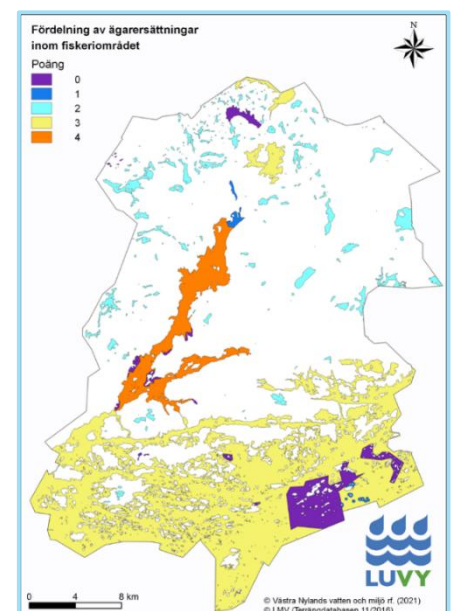 Fördelning av ägarersättningar
inom fiskeriområdet
Poäng
0
1
2
3
4
N
0 4 8 km
LUVY
© Västra Nylands vatten och miljö rf. (2021)
© LMV (Terrängdatabasen 11/2016)